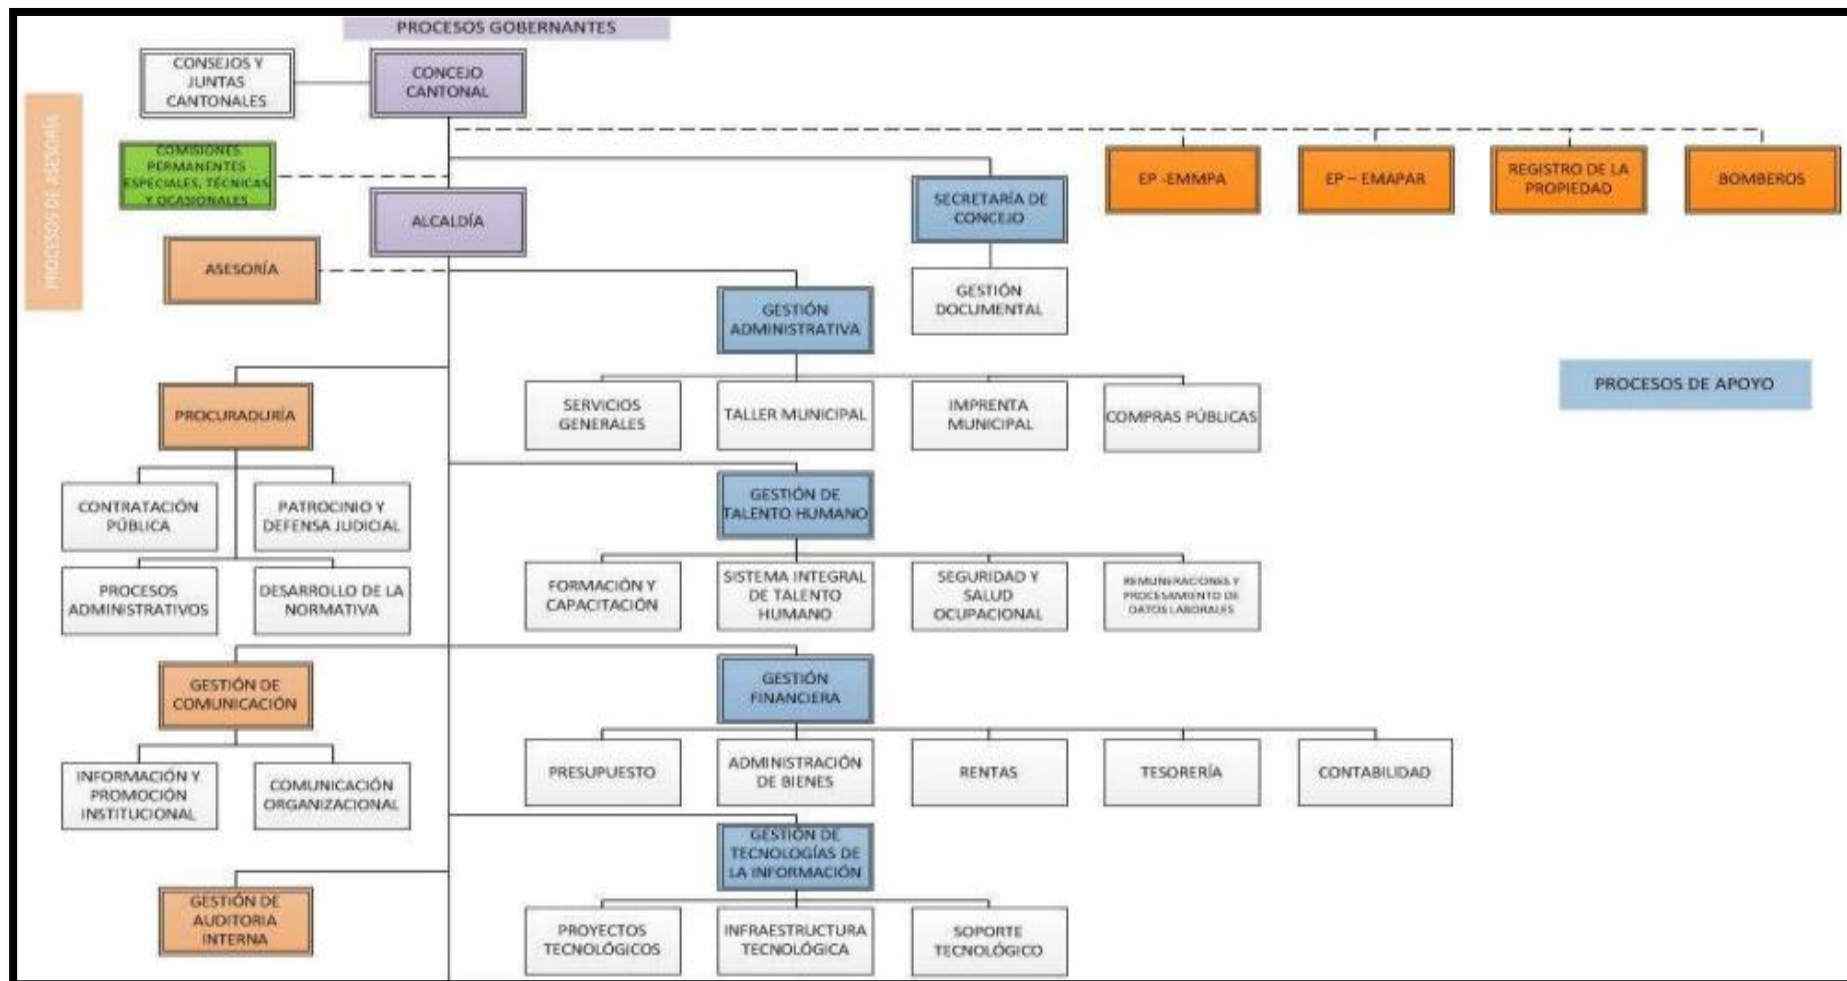 PROCESOS GOBERNANTES
CONSEJOS Y
JUNTAS
CANTONALES
CONCEJO
CANTONAL
PROCESOS DE ASESORÍA
COMISIONES.
PERMANENTES
ESPECIALES, TÉCNICAS
Y OCASIONALES
EP -EMMPA
EP – EMAPAR
REGISTRO DE LA
PROPIEDAD
BOMBEROS
ALCALDÍA
SECRETARÍA DE
CONCEJO
ASESORÍA
GESTIÓN
DOCUMENTAL
GESTIÓN
ADMINISTRATIVA
PROCESOS DE APOYO
PROCURADURÍA
SERVICIOS
GENERALES
TALLER MUNICIPAL
IMPRENTA
MUNICIPAL
COMPRAS PÚBLICAS
CONTRATACIÓN
PÚBLICA
PATROCINIO Y
DEFENSA JUDICIAL
GESTIÓN DE
TALENTO HUMANO
PROCESOS
ADMINISTRATIVOS
DESARROLLO DE LA
NORMATIVA
FORMACIÓN Y
CAPACITACIÓN
SISTEMA INTEGRAL
DE TALENTO
HUMANO
SEGURIDAD Y
SALUD
OCUPACIONAL
REMUNERACIONES Y
PROCESAMIENTO DE
DATOS LABORALES
GESTIÓN DE
COMUNICACIÓN
GESTIÓN
FINANCIERA
INFORMACIÓN Y
PROMOCIÓN
INSTITUCIONAL
COMUNICACIÓN
ORGANIZACIONAL
PRESUPUESTO
ADMINISTRACIÓN
DE BIENES
RENTAS
TESORERÍA
CONTABILIDAD
GESTIÓN DE
TECNOLOGÍAS DE
LA INFORMACIÓN
GESTIÓN DE
AUDITORIA
INTERNA
PROYECTOS
TECNOLÓGICOS
INFRAESTRUCTURA
TECNOLÓGICA
SOPORTE
TECNOLÓGICO